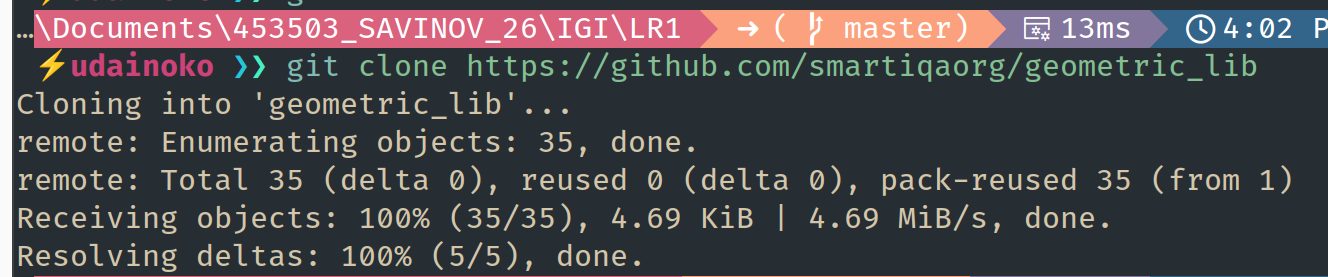 …\Documents\453503_SAVINOV_26\IGI\LR1 ➜ ( master) 13ms 4:02 P
⚡udainoko ❯❯ git clone https://github.com/smartiqaorg/geometric_lib
Cloning into 'geometric_lib'...
remote: Enumerating objects: 35, done.
remote: Total 35 (delta 0), reused 0 (delta 0), pack-reused 35 (from 1)
Receiving objects: 100% (35/35), 4.69 KiB | 4.69 MiB/s, done.
Resolving deltas: 100% (5/5), done.